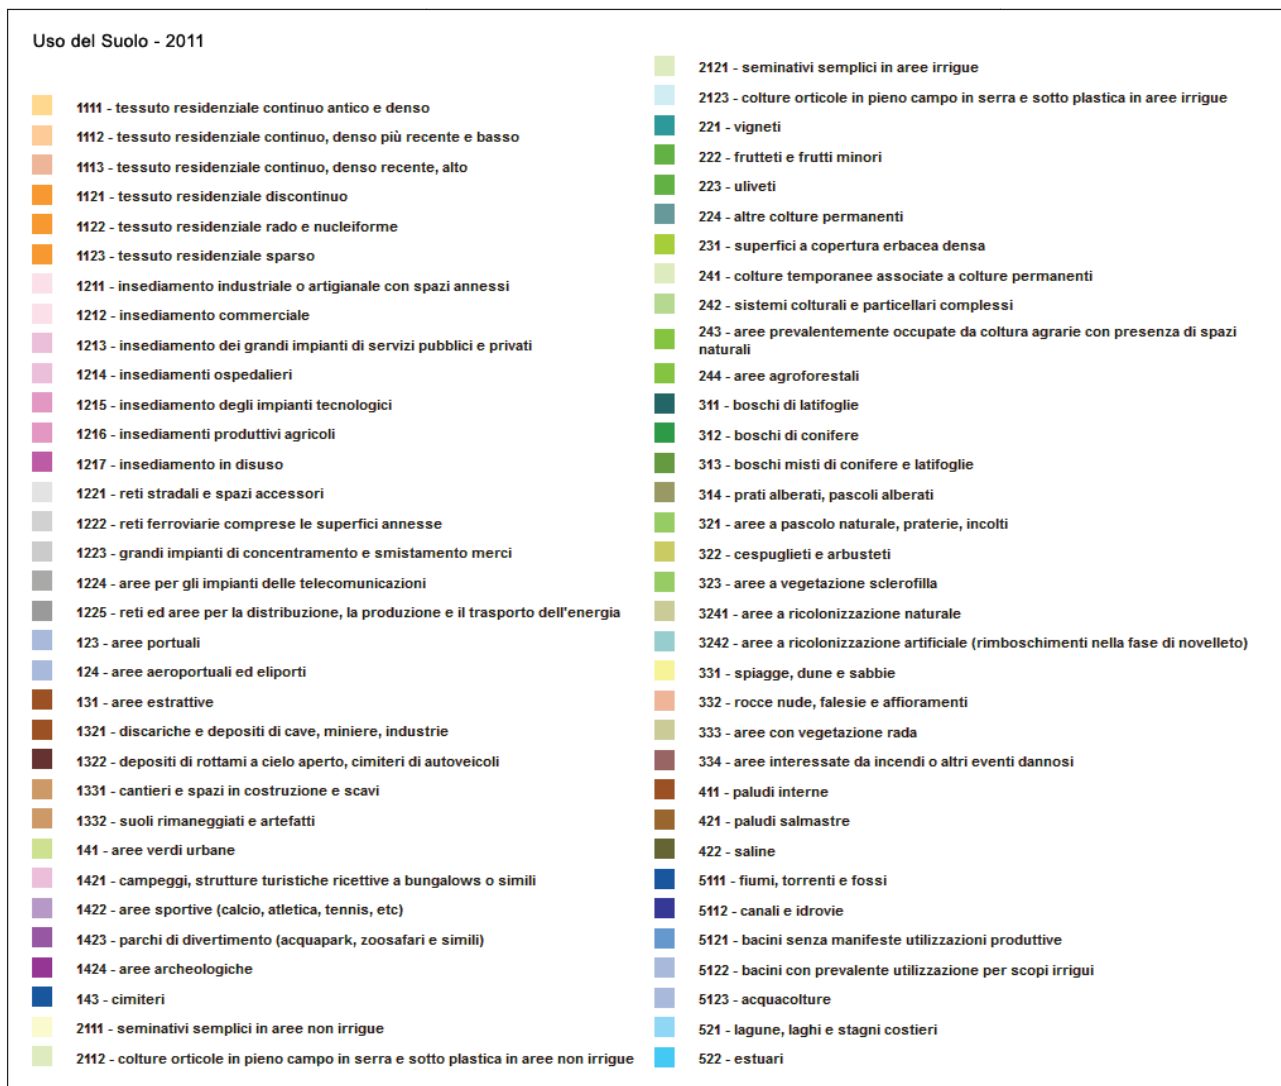 Uso del Suolo - 2011
1111 - tessuto residenziale continuo antico e denso
1112 - tessuto residenziale continuo, denso più recente e basso
1113 - tessuto residenziale continuo, denso recente, alto
1121 - tessuto residenziale discontinuo
1122 - tessuto residenziale rado e nucleiforme
1123 - tessuto residenziale sparso
1211 - insediamento industriale o artigianale con spazi annessi
1212 - insediamento commerciale
1213 - insediamento dei grandi impianti di servizi pubblici e privati
1214 - insediamenti ospedalieri
1215 - insediamento degli impianti tecnologici
1216 - insediamenti produttivi agricoli
1217 - insediamento in disuso
1221 - reti stradali e spazi accessori
1222 - reti ferroviarie comprese le superfici annesse
1223 - grandi impianti di concentramento e smistamento merci
1224 - aree per gli impianti delle telecomunicazioni
1225 - reti ed aree per la distribuzione, la produzione e il trasporto dell'energia
123 - aree portuali
124 - aree aeroportuali ed eliporti
131 - aree estrattive
1321 - discariche e depositi di cave, miniere, industrie
1322 - depositi di rottami a cielo aperto, cimiteri di autoveicoli
1331 - cantieri e spazi in costruzione e scavi
1332 - suoli rimaneggiati e artefatti
141 - aree verdi urbane
1421 - campeggi, strutture turistiche ricettive a bungalows o simili
1422 - aree sportive (calcio, atletica, tennis, etc)
1423 - parchi di divertimento (acquapark, zoosafari e simili)
1424 - aree archeologiche
143 - cimiteri
2111 - seminativi semplici in aree non irrigue
2112 - colture orticole in pieno campo in serra e sotto plastica in aree non irrigue
2121 - seminativi semplici in aree irrigue
2123 - colture orticole in pieno campo in serra e sotto plastica in aree irrigue
221 - vigneti
222 - frutteti e frutti minori
223 - uliveti
224 - altre colture permanenti
231 - superfici a copertura erbacea densa
241 - colture temporanee associate a colture permanenti
242 - sistemi colturali e particellari complessi
243 - aree prevalentemente occupate da coltura agrarie con presenza di spazi
naturali
244 - aree agroforestali
311 - boschi di latifoglie
312 - boschi di conifere
313 - boschi misti di conifere e latifoglie
314 - prati alberati, pascoli alberati
321 - aree a pascolo naturale, praterie, incolti
322 - cespuglieti e arbusteti
323 - aree a vegetazione sclerofilla
3241 - aree a ricolonizzazione naturale
3242 - aree a ricolonizzazione artificiale (rimboschimenti nella fase di novelleto)
331 - spiagge, dune e sabbie
332 - rocce nude, falesie e affioramenti
333 - aree con vegetazione rada
334 - aree interessate da incendi o altri eventi dannosi
411 - paludi interne
421 - paludi salmastre
422 - saline
5111 - fiumi, torrenti e fossi
5112 - canali e idrovie
5121 - bacini senza manifeste utilizzazioni produttive
5122 - bacini con prevalente utilizzazione per scopi irrigui
5123 - acquacolture
521 - lagune, laghi e stagni costieri
522 - estuari